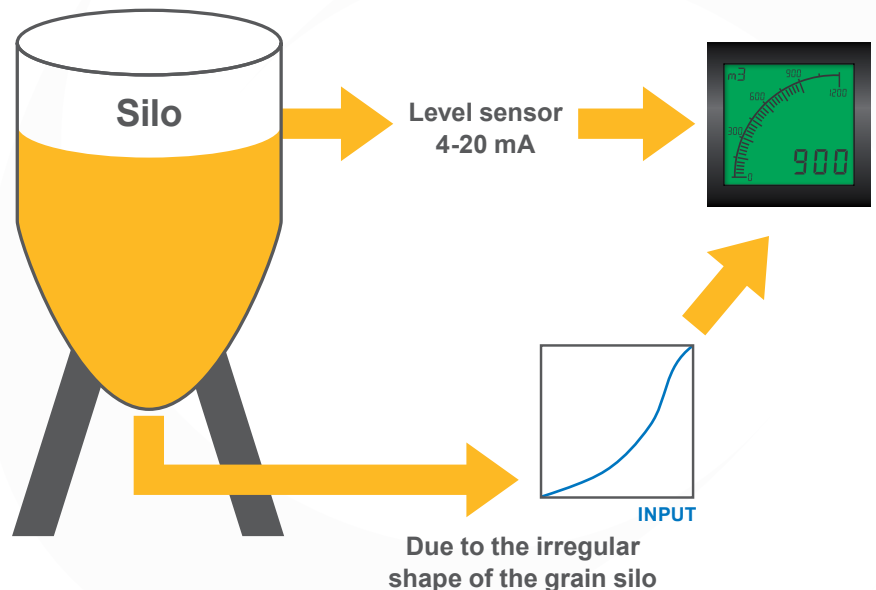 Silo
Level sensor
4-20 mA
m3
900
600
1200
300
0
900
INPUT
Due to the irregular
shape of the grain silo